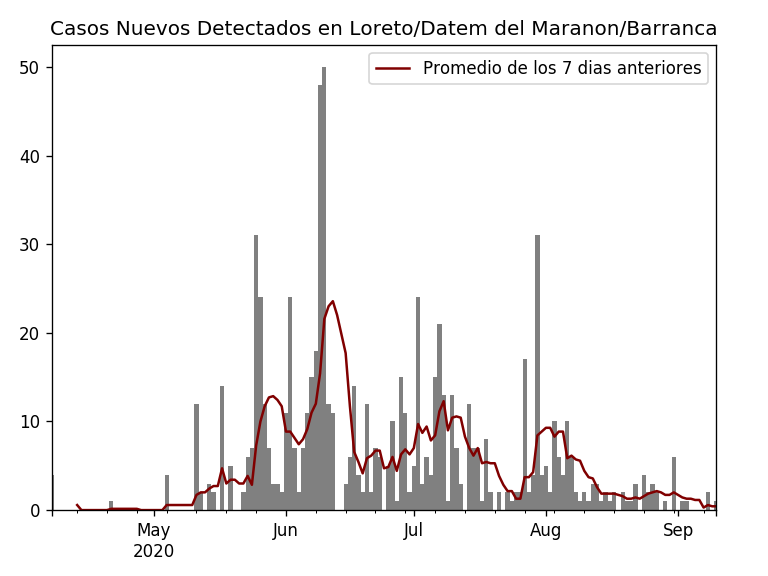 Casos Nuevos Detectados en Loreto/Datem del Maranon/Barranca
Promedio de los 7 dias anteriores
50
40
30
20
10
0
May
2020
Jun
Jul
Aug
Sep